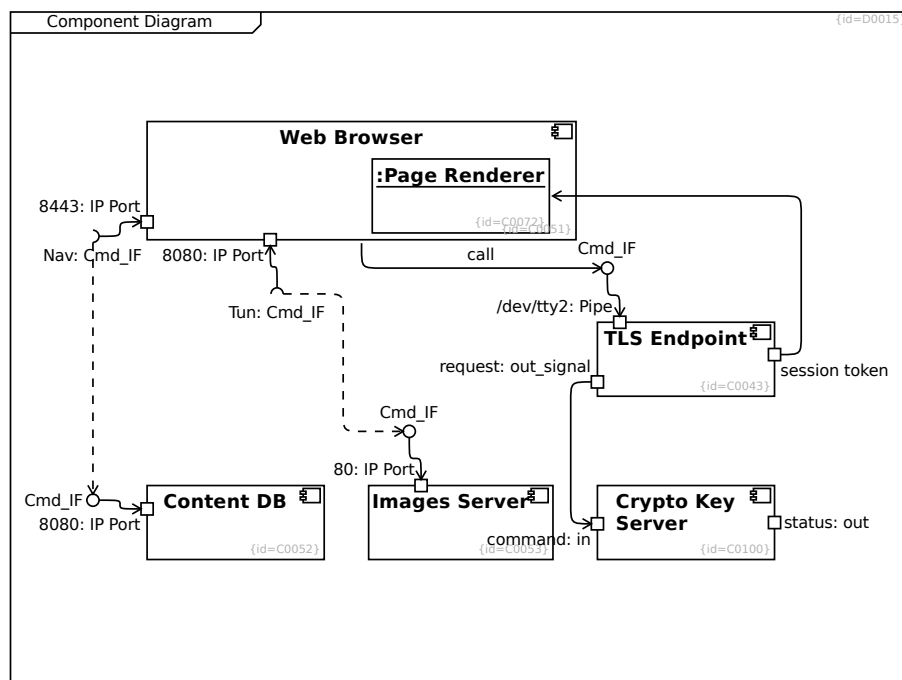 Component Diagram
{id=D0015}
Web Browser
:Page Renderer
{id=C0072}
{id=C0051}
8443: IP Port
Nav: Cmd_IF
8080: IP Port
Tun: Cmd_IF
call
Cmd_IF
/dev/tty2: Pipe
TLS Endpoint
{id=C0043}
request: out_signal
session token
Cmd_IF
80: IP Port
Cmd_IF
8080: IP Port
Content DB
{id=C0052}
Images Server
{id=C0053}
command: in
Crypto Key
Server
{id=C0100}
status: out